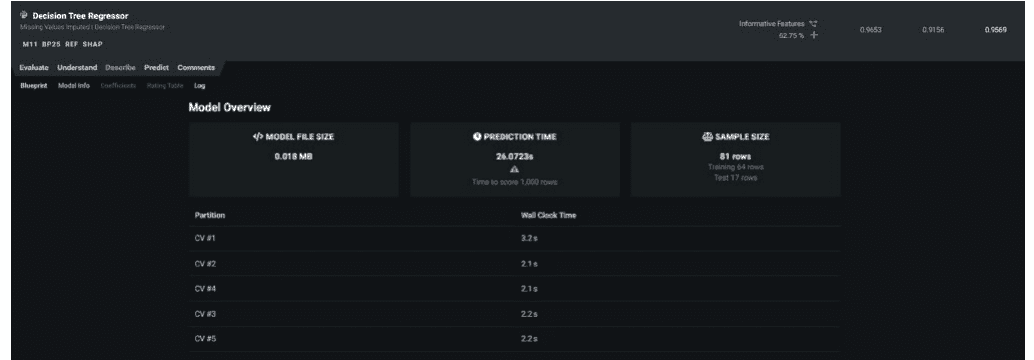 Decision Tree Regressor
Missing Values Imputed | Decision Tree Regressor
M11 BP25 REF SHAP
Informative Features
62.75 %
0.9653 0.9156 0.9569
Evaluate Understand Describe Predict Comments
Blueprint Model Info Coefficients Rating Table Log
Model Overview
</> MODEL FILE SIZE
0.018 MB
PREDICTION TIME
26.0723s
Time to score 1,000 rows
SAMPLE SIZE
81 rows
Training 64 rows
Test 17 rows
Partition Wall Clock Time
CV #1 3.2 s
CV #2 2.1 s
CV #4 2.1 s
CV #3 2.2 s
CV #5 2.2 s